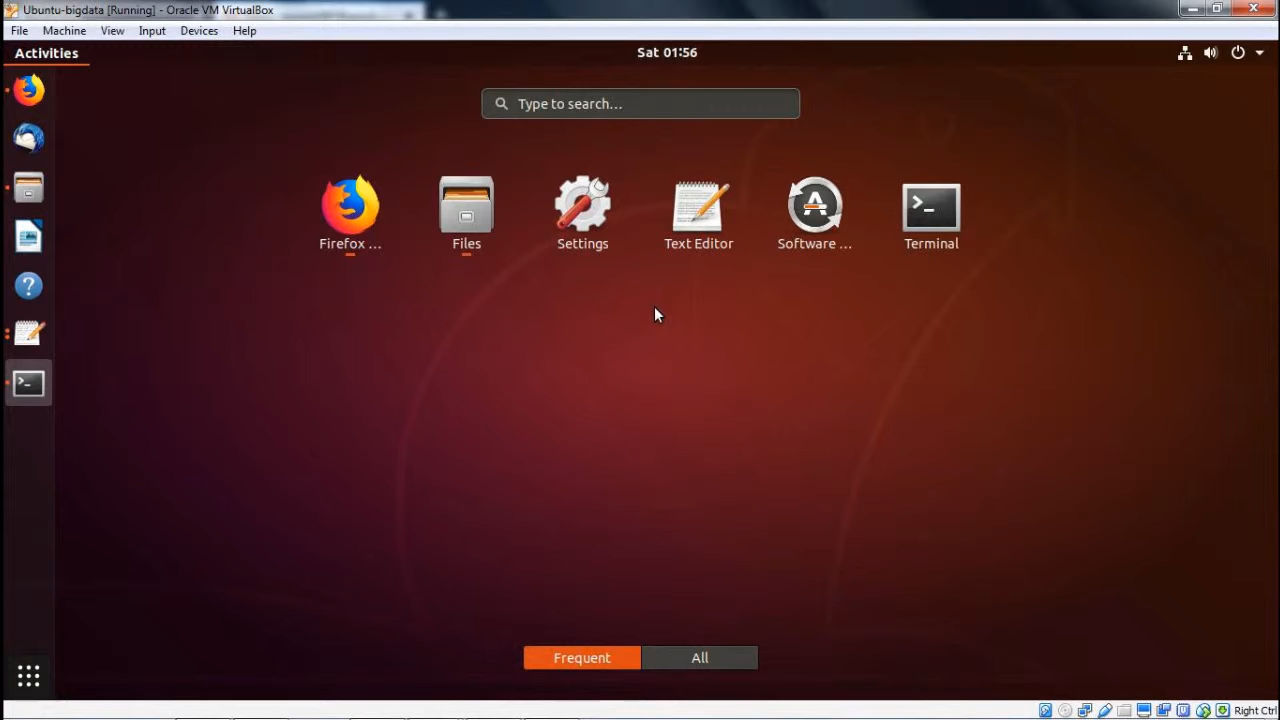 Ubuntu-bigdata [Running] - Oracle VM VirtualBox
File Machine View Input Devices Help
Activities
Sat 01:56
Type to search...
Firefox ... Files Settings Text Editor Software ... Terminal
Frequent All
Right Ctrl